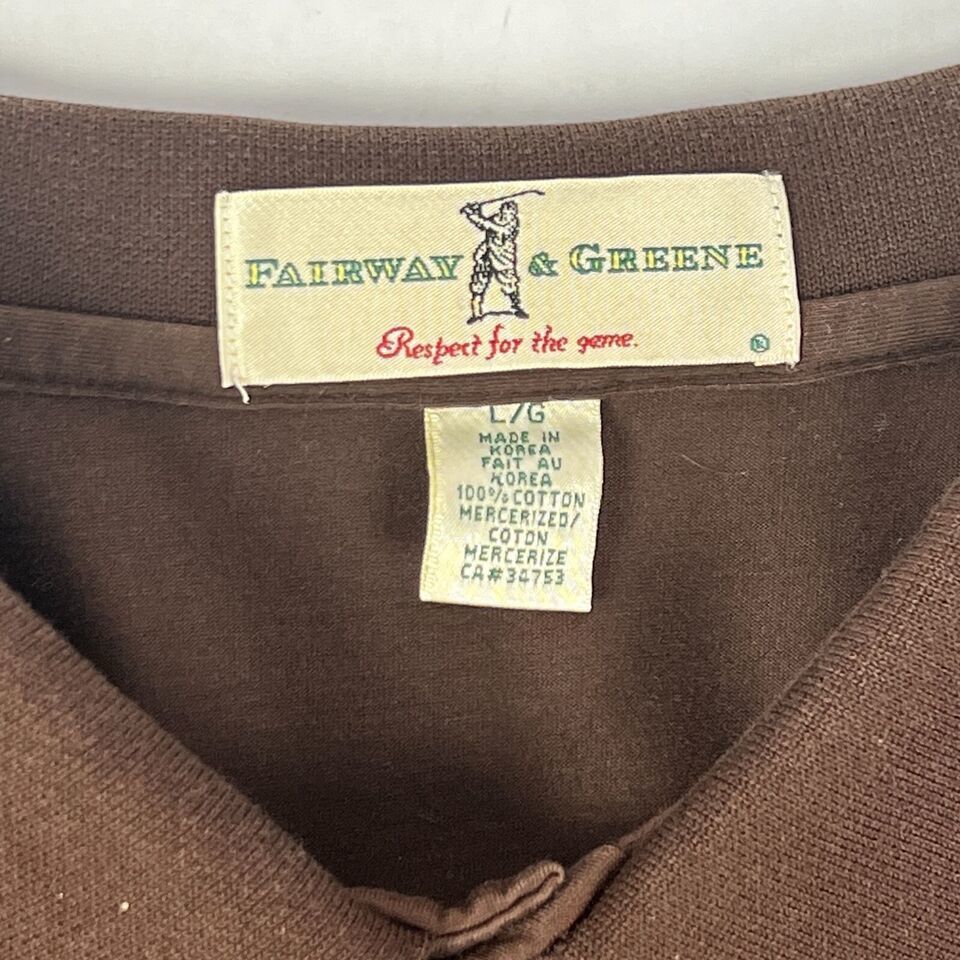 FAIRWAY & GREENE
Respect for the game.
®
L/G
MADE IN
KOREA
FAIT AU
KOREA
100% COTTON
MERCERIZED/
COTON
MERCERIZE
CA#34753